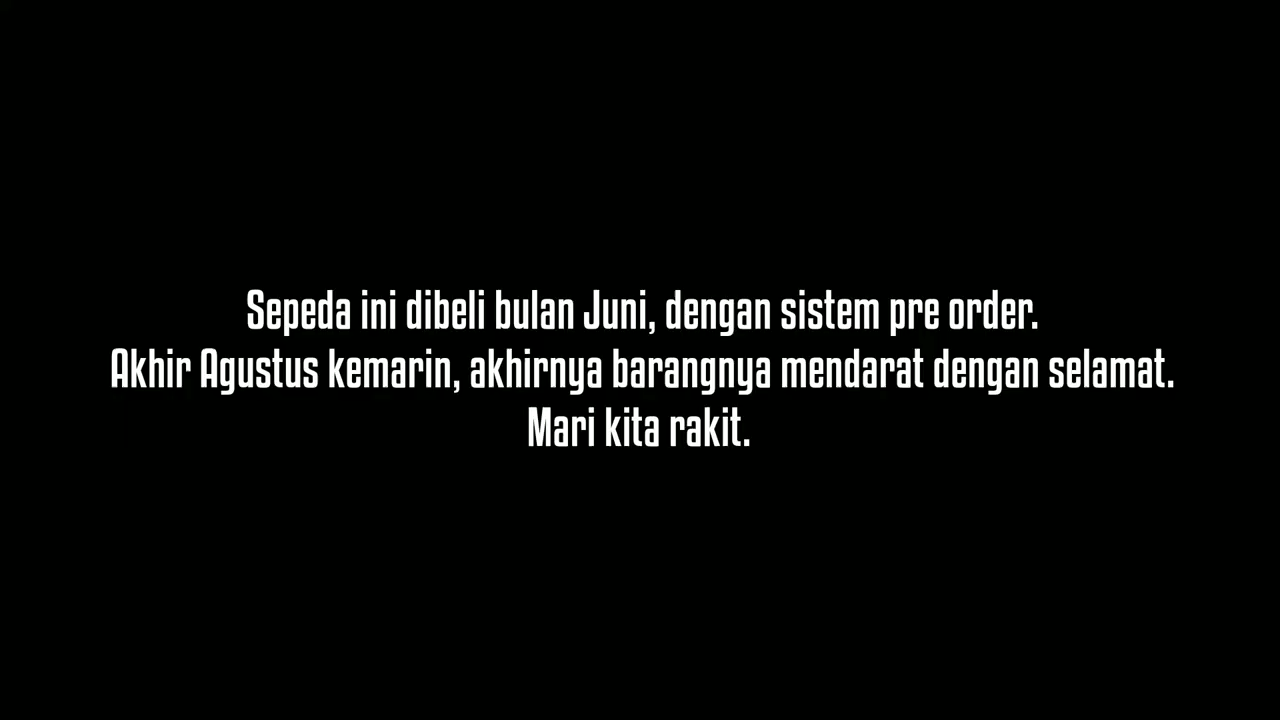 Sepeda ini dibeli bulan Juni, dengan sistem pre order.
Akhir Agustus kemarin, akhirnya barangnya mendarat dengan selamat.
Mari kita rakit.